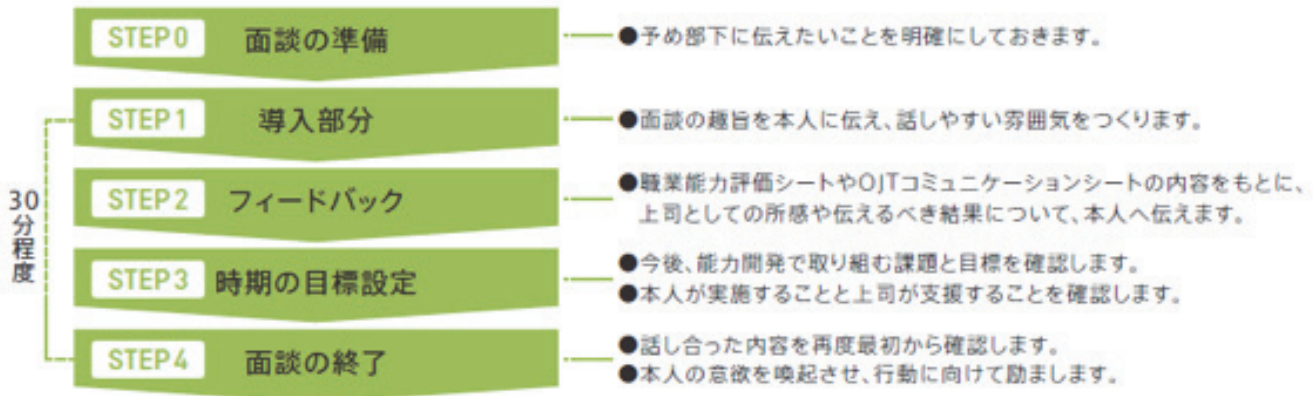 STEP0 面談の準備
●予め部下に伝えたいことを明確にしておきます。
STEP1 導入部分
●面談の趣旨を本人に伝え、話しやすい雰囲気をつくります。
30分程度
STEP2 フィードバック
●職業能力評価シートやOJTコミュニケーションシートの内容をもとに、
上司としての所感や伝えるべき結果について、本人へ伝えます。
STEP3 時期の目標設定
●今後、能力開発で取り組む課題と目標を確認します。
●本人が実施することと上司が支援することを確認します。
STEP4 面談の終了
●話し合った内容を再度最初から確認します。
●本人の意欲を喚起させ、行動に向けて励まします。